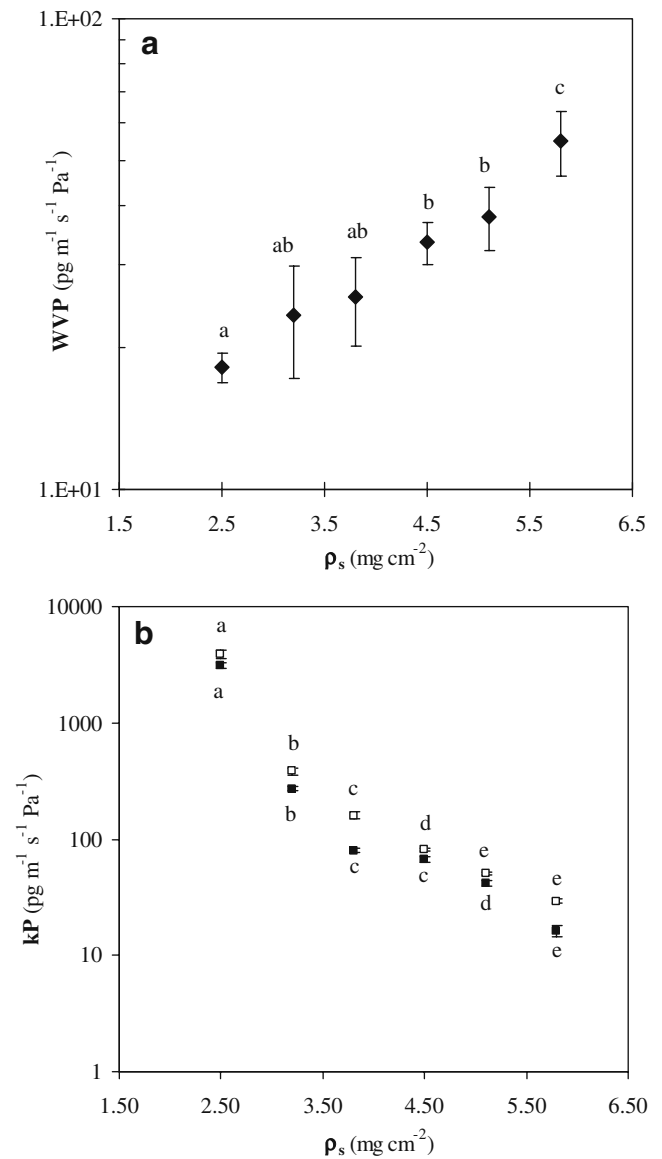 a
1.E+02
c
b
b
ab
ab
a
WVP (pg m⁻¹ s⁻¹ Pa⁻¹)
1.E+01
1.5 2.5 3.5 4.5 5.5 6.5
ρₛ (mg cm⁻²)
b
10000
a
a
1000
b
b
c
d
100
e
e
c
c
d
10
e
1
kP (pg m⁻¹ s⁻¹ Pa⁻¹)
1.50 2.50 3.50 4.50 5.50 6.50
ρₛ (mg cm⁻²)